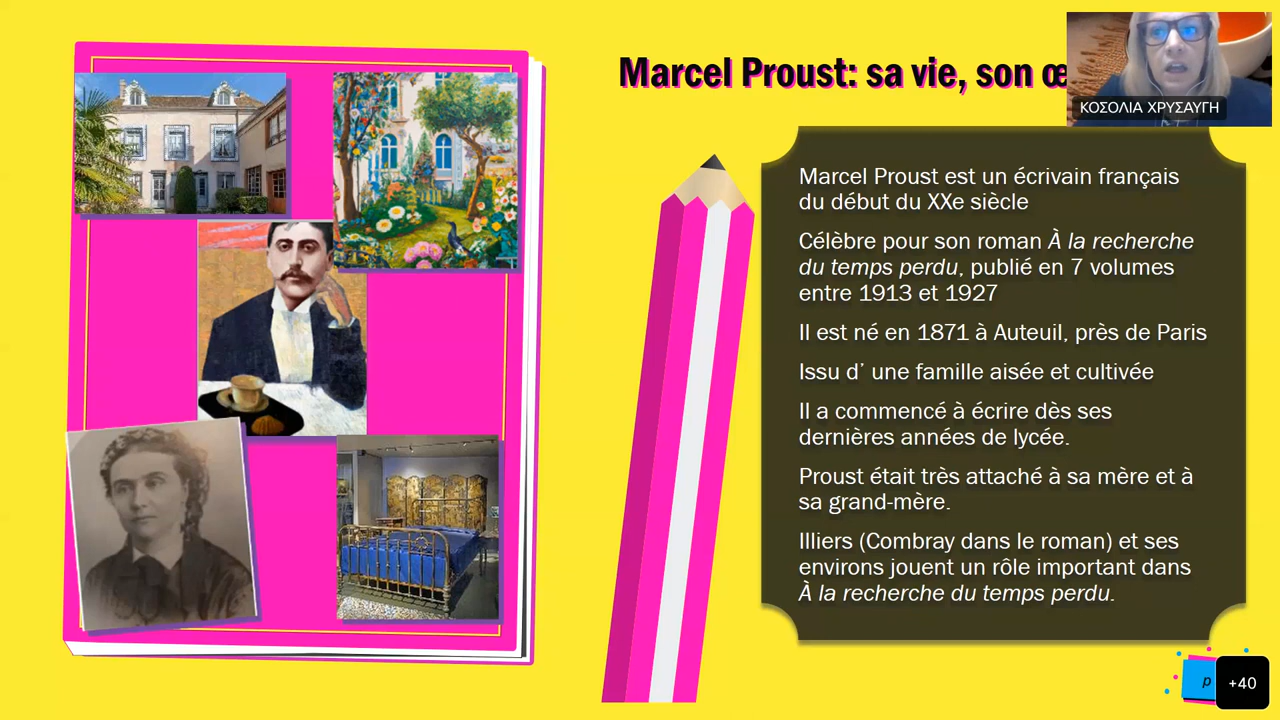 Marcel Proust: sa vie, son œ
ΚΟΣΟΛΙΑ ΧΡΥΣΑΥΓΗ
Marcel Proust est un écrivain français
du début du XXe siècle
Célèbre pour son roman À la recherche
du temps perdu, publié en 7 volumes
entre 1913 et 1927
Il est né en 1871 à Auteuil, près de Paris
Issu d’ une famille aisée et cultivée
Il a commencé à écrire dès ses
dernières années de lycée.
Proust était très attaché à sa mère et à
sa grand-mère.
Illiers (Combray dans le roman) et ses
environs jouent un rôle important dans
À la recherche du temps perdu.
p
+40